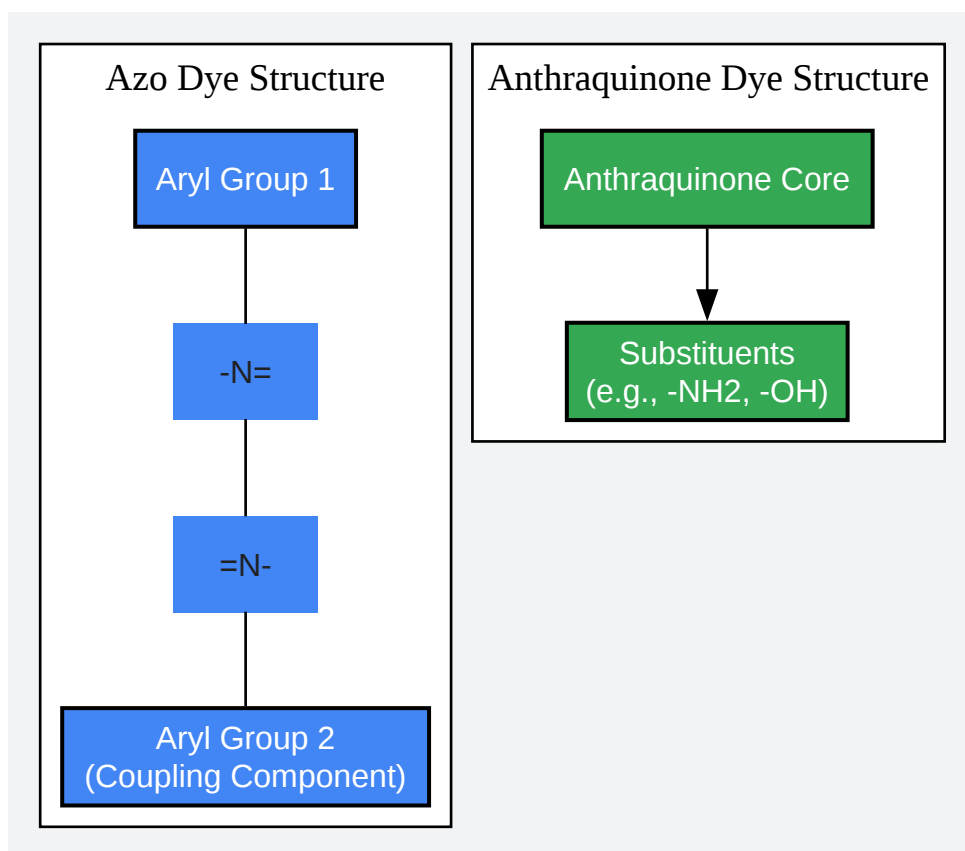 Azo Dye Structure
Aryl Group 1
-N=
=N-
Aryl Group 2
(Coupling Component)
Anthraquinone Dye Structure
Anthraquinone Core
Substituents
(e.g., -NH2, -OH)